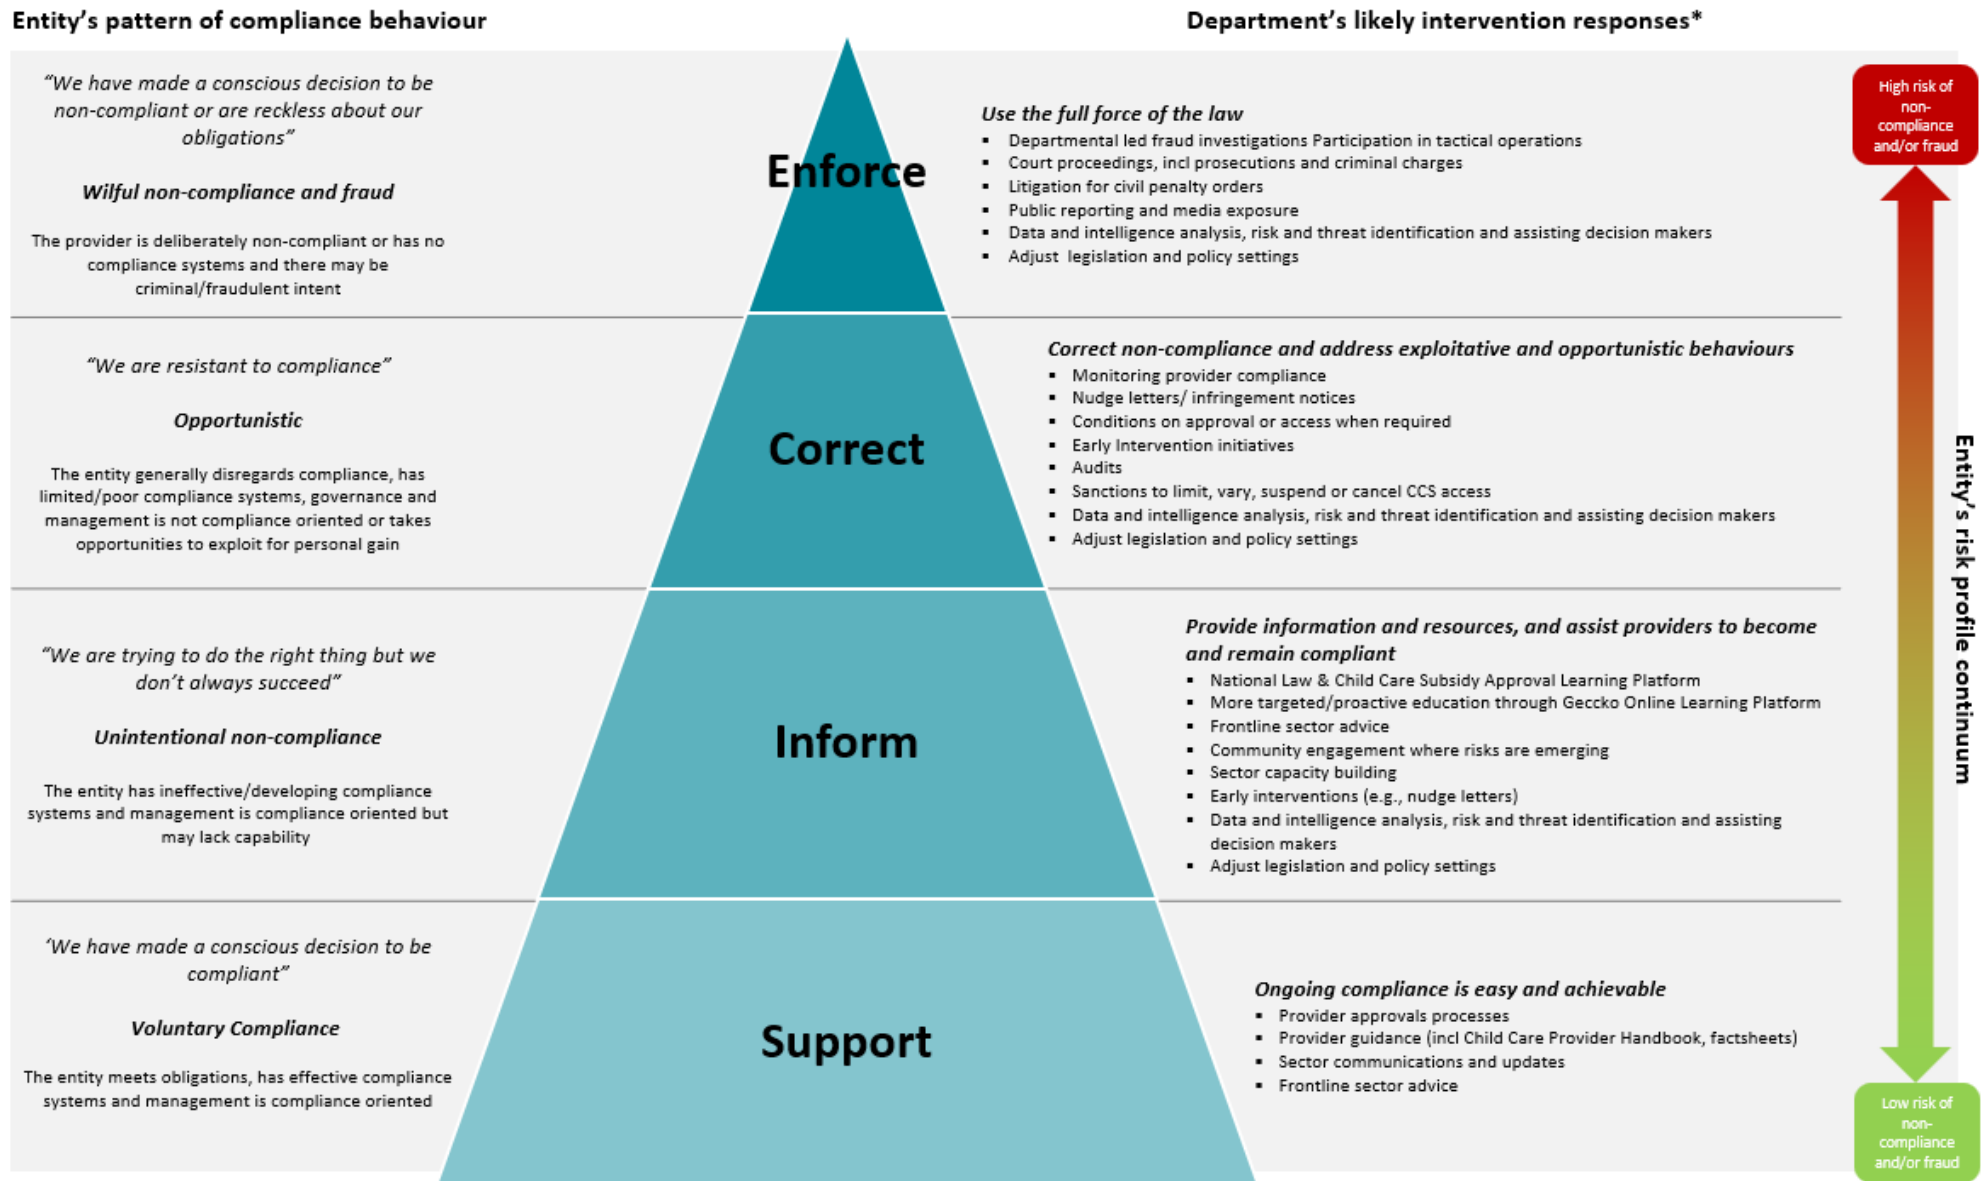 Entity's pattern of compliance behaviour
Department's likely intervention responses*
"We have made a conscious decision to be
non-compliant or are reckless about our
obligations"
Wilful non-compliance and fraud
The provider is deliberately non-compliant or has no
compliance systems and there may be
criminal/fraudulent intent
Enforce
Use the full force of the law
▪ Departmental led fraud investigations Participation in tactical operations
▪ Court proceedings, incl prosecutions and criminal charges
▪ Litigation for civil penalty orders
▪ Public reporting and media exposure
▪ Data and intelligence analysis, risk and threat identification and assisting decision makers
▪ Adjust  legislation and policy settings
"We are resistant to compliance"
Opportunistic
The entity generally disregards compliance, has
limited/poor compliance systems, governance and
management is not compliance oriented or takes
opportunities to exploit for personal gain
Correct
Correct non-compliance and address exploitative and opportunistic behaviours
▪ Monitoring provider compliance
▪ Nudge letters/ infringement notices
▪ Conditions on approval or access when required
▪ Early Intervention initiatives
▪ Audits
▪ Sanctions to limit, vary, suspend or cancel CCS access
▪ Data and intelligence analysis, risk and threat identification and assisting decision makers
▪ Adjust legislation and policy settings
"We are trying to do the right thing but we
don't always succeed"
Unintentional non-compliance
The entity has ineffective/developing compliance
systems and management is compliance oriented but
may lack capability
Inform
Provide information and resources, and assist providers to become
and remain compliant
▪ National Law & Child Care Subsidy Approval Learning Platform
▪ More targeted/proactive education through Geccko Online Learning Platform
▪ Frontline sector advice
▪ Community engagement where risks are emerging
▪ Sector capacity building
▪ Early interventions (e.g., nudge letters)
▪ Data and intelligence analysis, risk and threat identification and assisting
decision makers
▪ Adjust legislation and policy settings
'We have made a conscious decision to be
compliant"
Voluntary Compliance
The entity meets obligations, has effective compliance
systems and management is compliance oriented
Support
Ongoing compliance is easy and achievable
▪ Provider approvals processes
▪ Provider guidance (incl Child Care Provider Handbook, factsheets)
▪ Sector communications and updates
▪ Frontline sector advice
High risk of
non-
compliance
and/or fraud
Entity's risk profile continuum
Low risk of
non-
compliance
and/or fraud